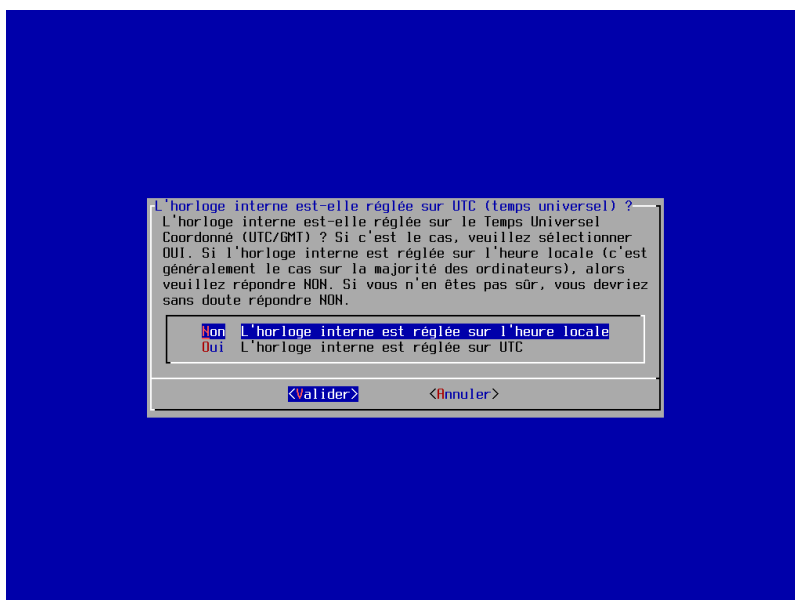 L'horloge interne est-elle réglée sur UTC (temps universel) ?
L'horloge interne est-elle réglée sur le Temps Universel
Coordonné (UTC/GMT) ? Si c'est le cas, veuillez sélectionner
OUI. Si l'horloge interne est réglée sur l'heure locale (c'est
généralement le cas sur la majorité des ordinateurs), alors
veuillez répondre NON. Si vous n'en êtes pas sûr, vous devriez
sans doute répondre NON.
Non L'horloge interne est réglée sur l'heure locale
Oui L'horloge interne est réglée sur UTC
<Valider> <Annuler>